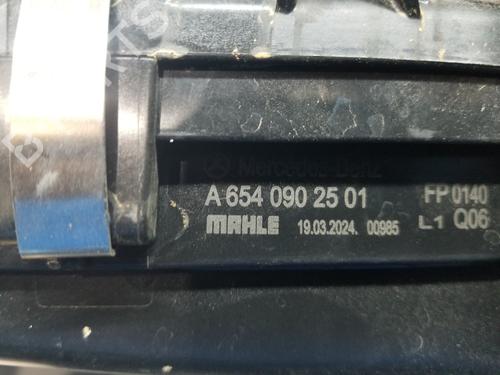 Mercedes-Benz
A 654 090 25 01 FP 0140
MAHLE 19.03.2024. 00985 L1 Q06